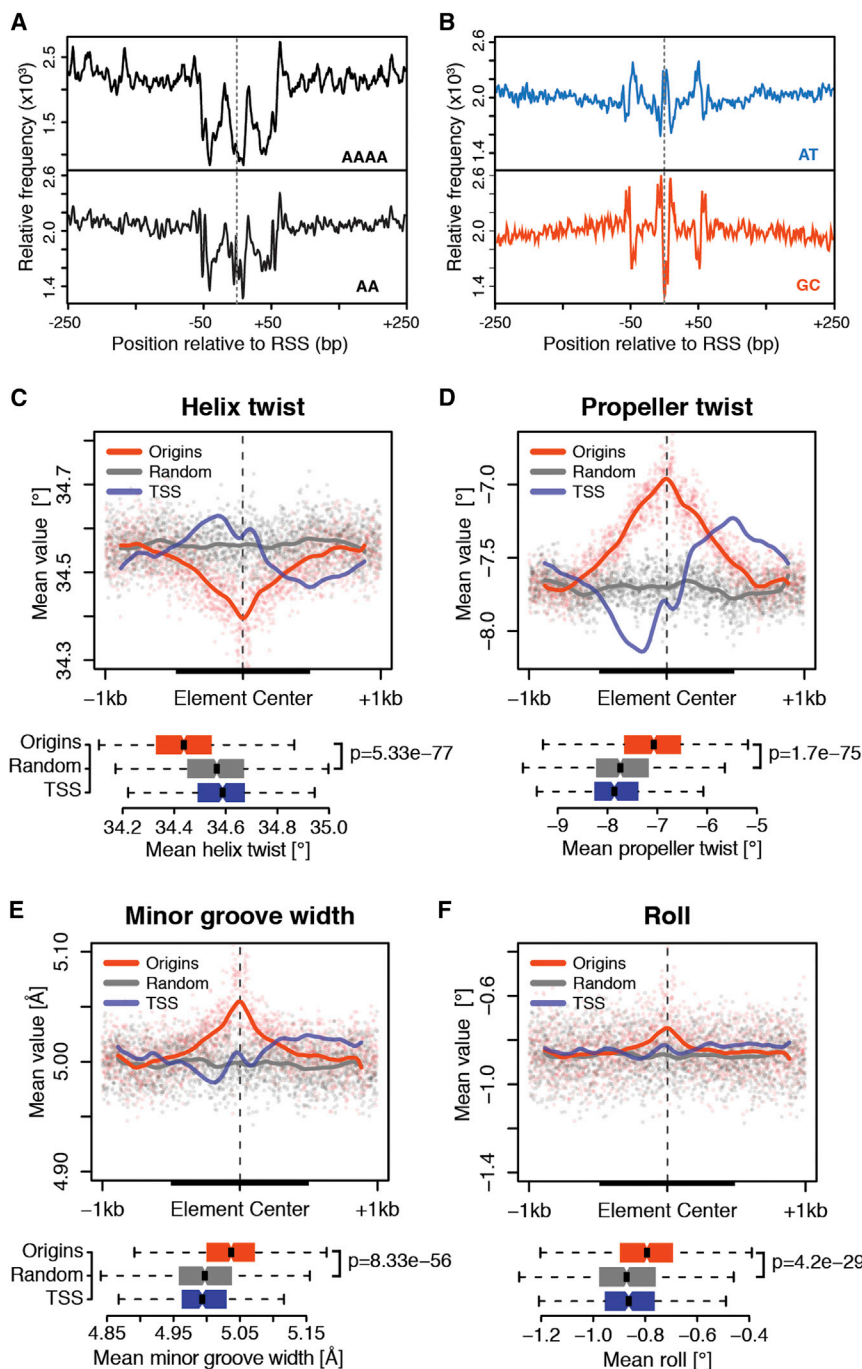 A
B
Relative frequency (x10³)
2.5
1.5
AAAA
2.6
2.0
1.4
AA
-250
-50
+50
+250
Position relative to RSS (bp)
Relative frequency (x10³)
2.6
2.0
1.4
AT
2.6
2.0
1.4
GC
-250
-50
+50
+250
Position relative to RSS (bp)
C
Helix twist
Origins
Random
TSS
Mean value [°]
34.7
34.5
34.3
−1kb
Element Center
+1kb
Origins
Random
TSS
p=5.33e−77
34.2
34.4
34.6
34.8
35.0
Mean helix twist [°]
D
Propeller twist
Origins
Random
TSS
Mean value [°]
−7.0
−7.5
−8.0
−1kb
Element Center
+1kb
p=1.7e−75
−9
−8
−7
−6
−5
Mean propeller twist [°]
E
Minor groove width
Origins
Random
TSS
Mean value [Å]
5.10
5.00
4.90
−1kb
Element Center
+1kb
Origins
Random
TSS
p=8.33e−56
4.85
4.95
5.05
5.15
Mean minor groove width [Å]
F
Roll
Origins
Random
TSS
Mean value [°]
−0.6
−1.0
−1.4
−1kb
Element Center
+1kb
p=4.2e−29
−1.2
−1.0
−0.8
−0.6
−0.4
Mean roll [°]